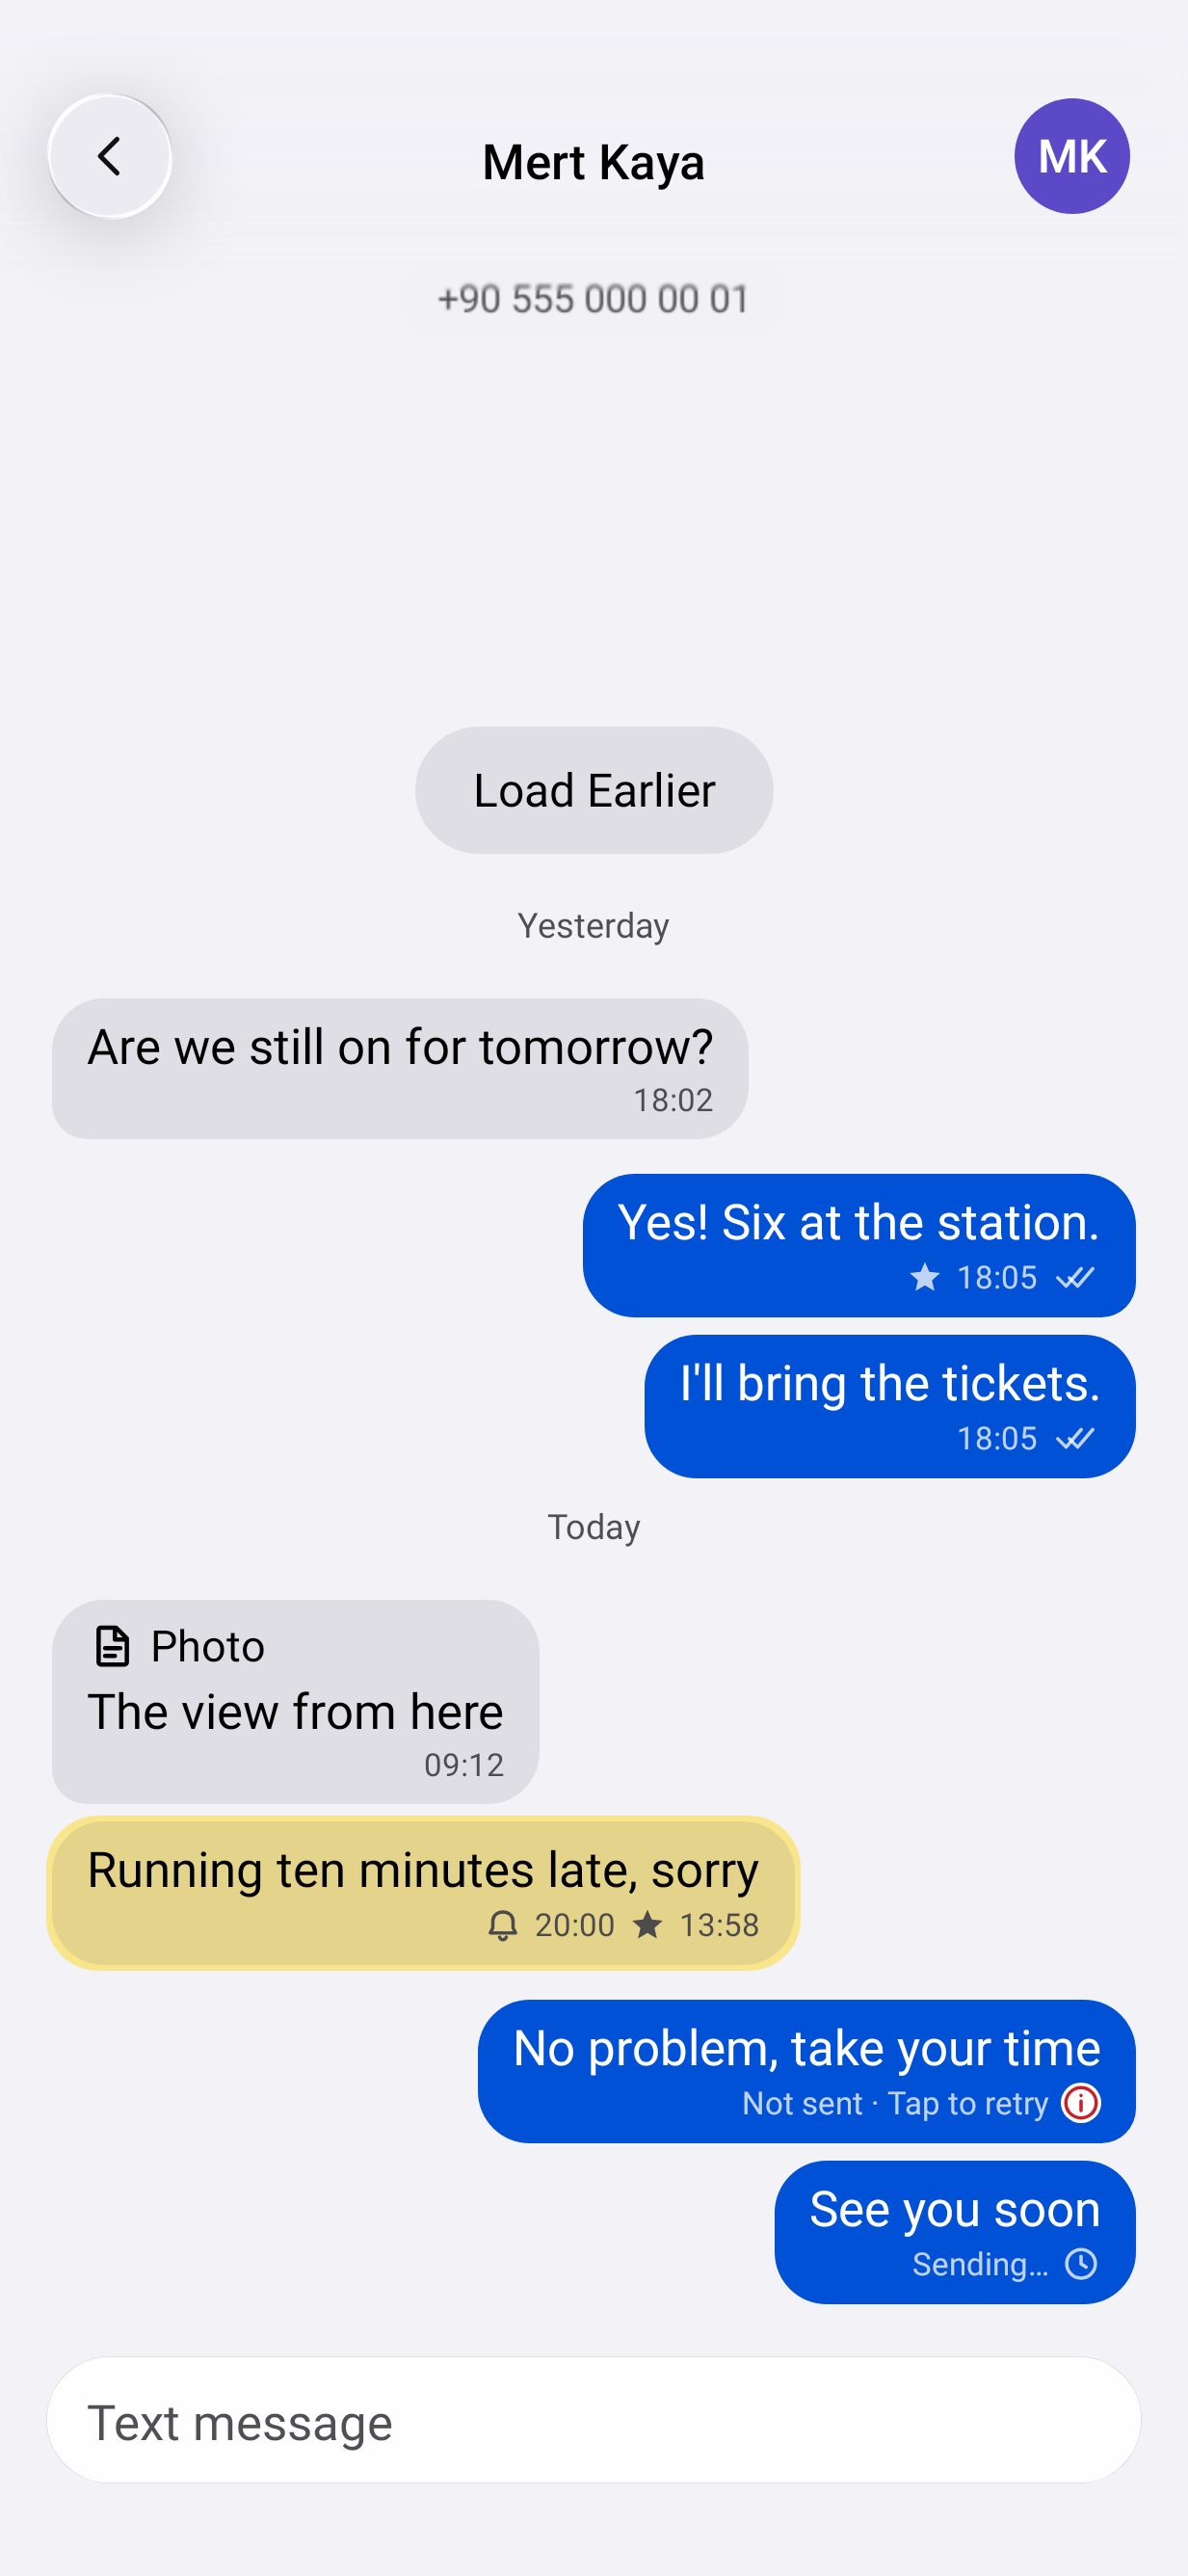 Mert Kaya
MK
+90 555 000 00 01
Load Earlier
Yesterday
Are we still on for tomorrow?
18:02
Yes! Six at the station.
18:05
I'll bring the tickets.
18:05
Today
Photo
The view from here
09:12
Running ten minutes late, sorry
20:00 13:58
No problem, take your time
Not sent · Tap to retry
See you soon
Sending…
Text message